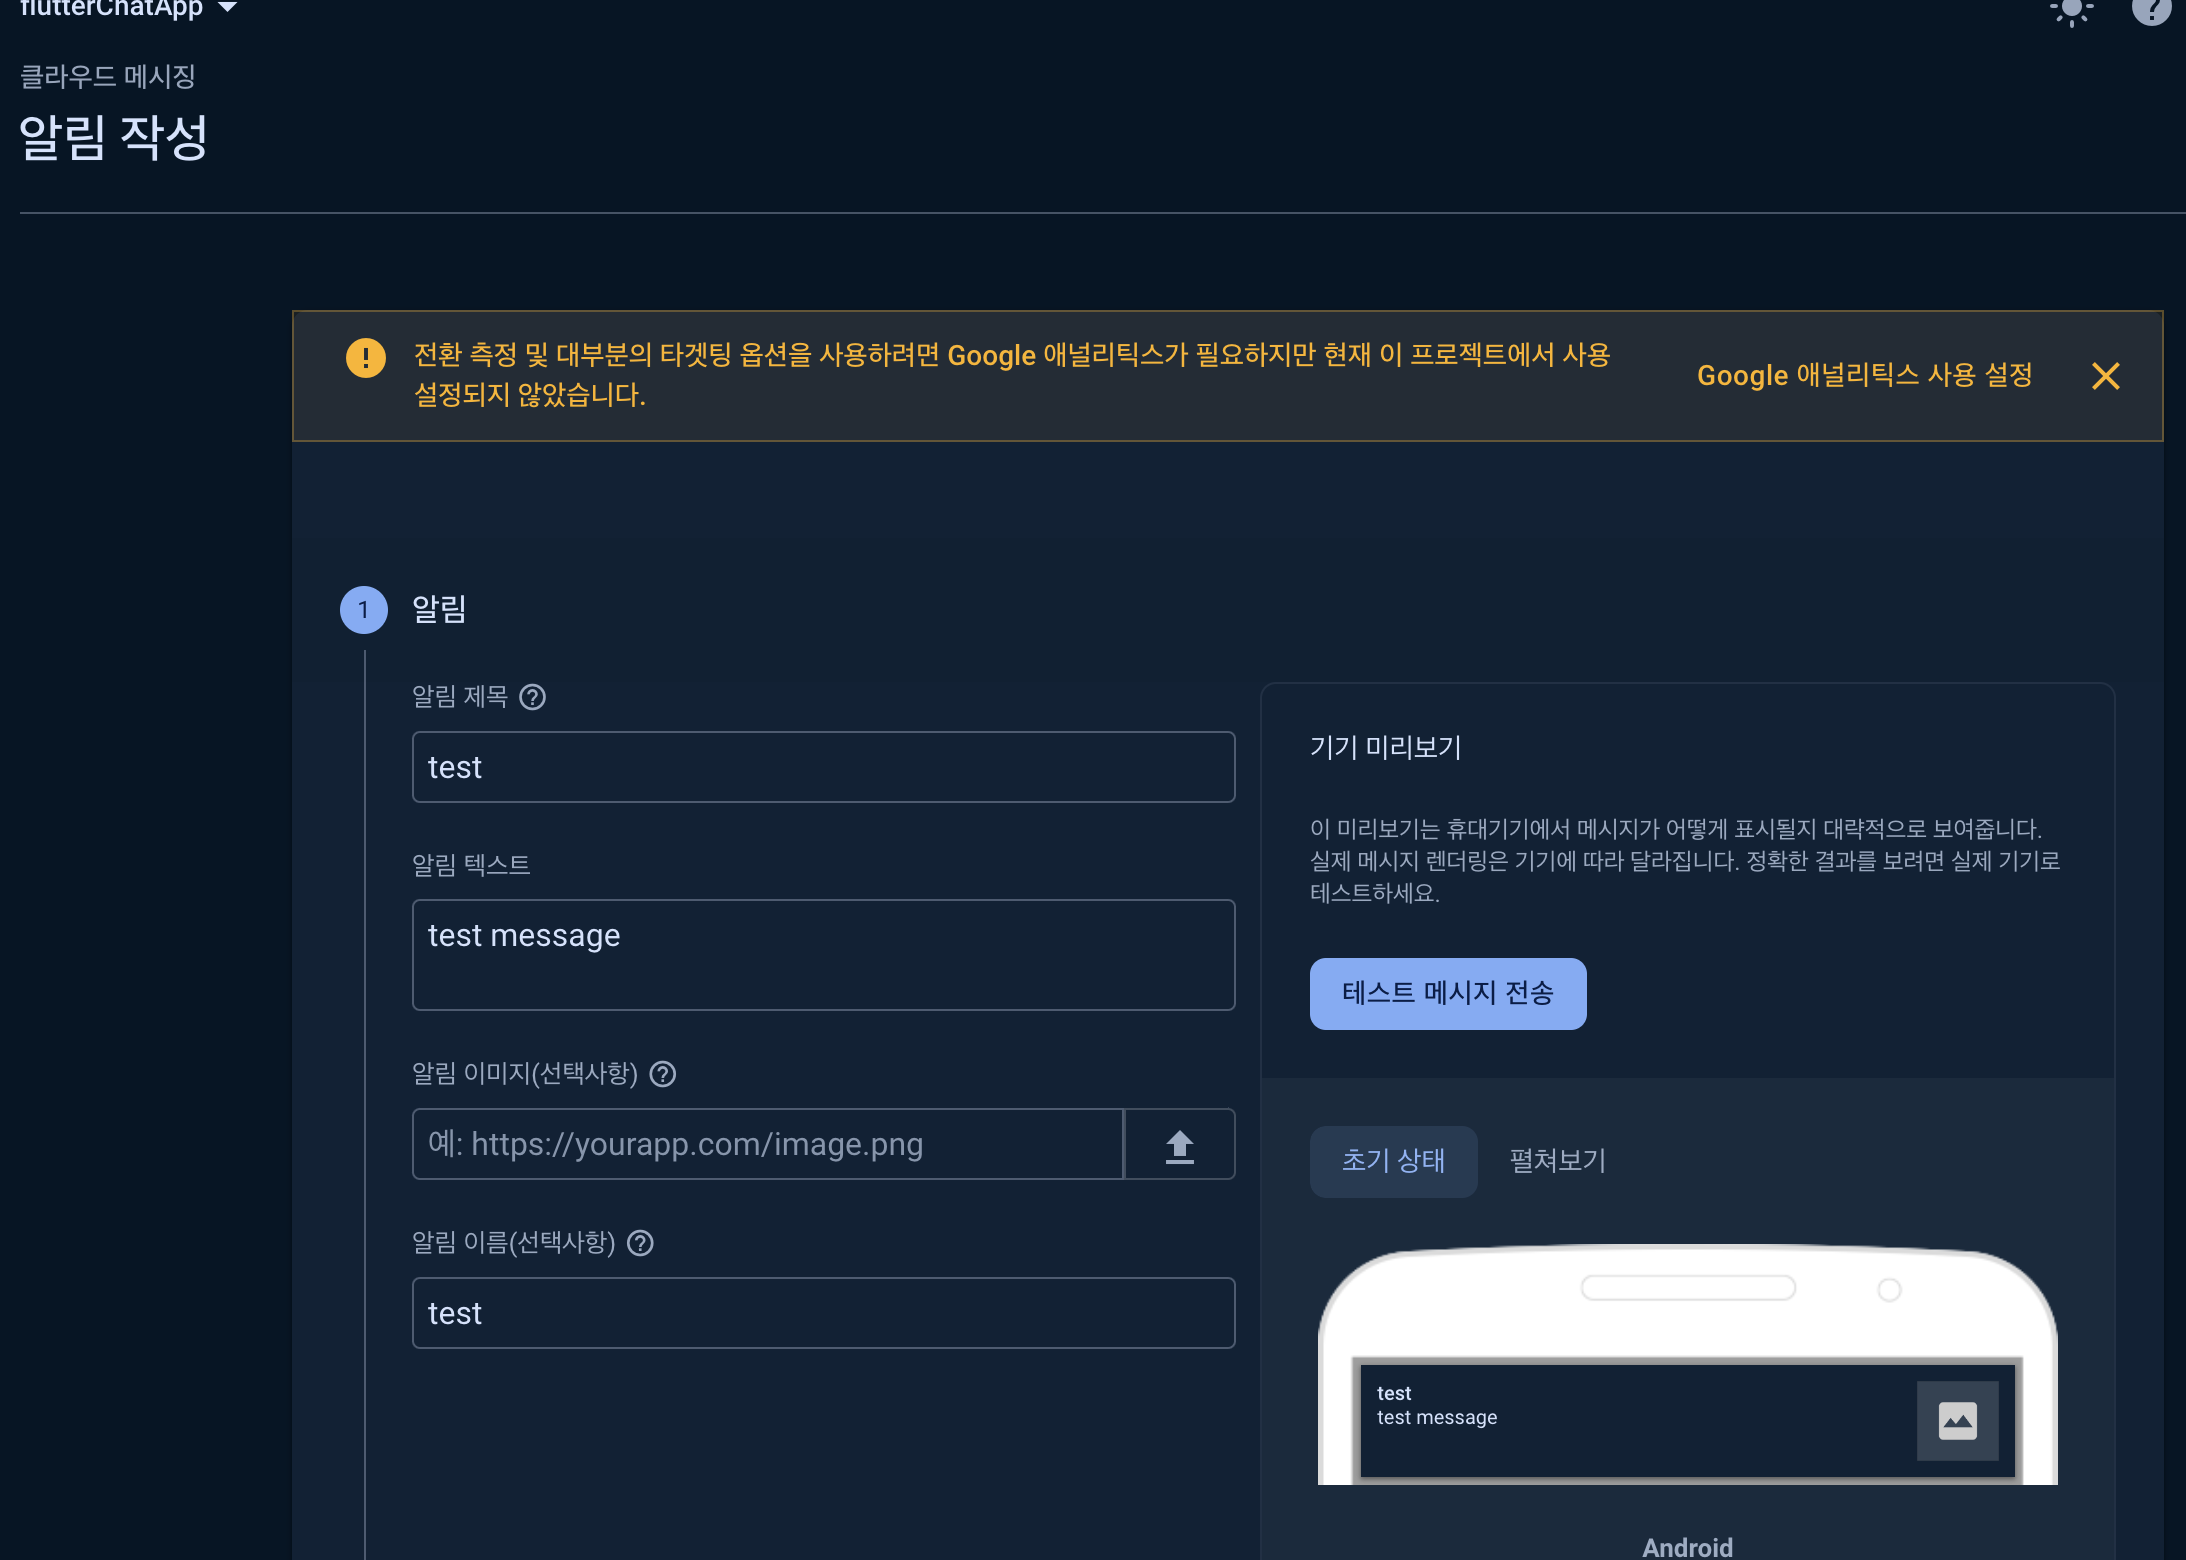 flutterChatApp
클라우드 메시징
알림 작성
전환 측정 및 대부분의 타겟팅 옵션을 사용하려면 Google 애널리틱스가 필요하지만 현재 이 프로젝트에서 사용
설정되지 않았습니다.
Google 애널리틱스 사용 설정
1
알림
알림 제목
test
알림 텍스트
test message
알림 이미지(선택사항)
예: https://yourapp.com/image.png
알림 이름(선택사항)
test
기기 미리보기
이 미리보기는 휴대기기에서 메시지가 어떻게 표시될지 대략적으로 보여줍니다.
실제 메시지 렌더링은 기기에 따라 달라집니다. 정확한 결과를 보려면 실제 기기로
테스트하세요.
테스트 메시지 전송
초기 상태
펼쳐보기
test
test message
Android